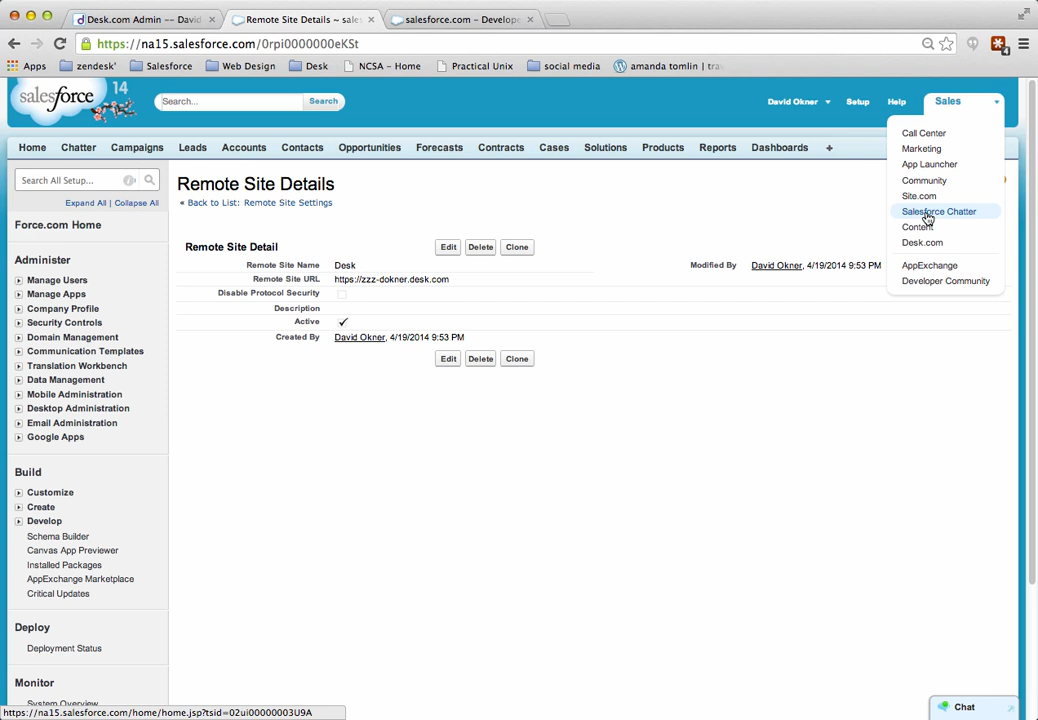 Desk.com Admin -- David
Remote Site Details ~ sales
salesforce.com - Develope
https://na15.salesforce.com/0rpi0000000eKSt
Apps
zendesk'
Salesforce
Web Design
Desk
NCSA - Home
Practical Unix
social media
amanda tomlin | tra
salesforce
14
Search...
Search
David Okner
Setup
Help
Sales
Call Center
Marketing
App Launcher
Community
Site.com
Salesforce Chatter
Content
Desk.com
AppExchange
Developer Community
Home
Chatter
Campaigns
Leads
Accounts
Contacts
Opportunities
Forecasts
Contracts
Cases
Solutions
Products
Reports
Dashboards
+
Search All Setup...
Expand All | Collapse All
Force.com Home
Administer
Manage Users
Manage Apps
Company Profile
Security Controls
Domain Management
Communication Templates
Translation Workbench
Data Management
Mobile Administration
Desktop Administration
Email Administration
Google Apps
Build
Customize
Create
Develop
Schema Builder
Canvas App Previewer
Installed Packages
AppExchange Marketplace
Critical Updates
Deploy
Deployment Status
Monitor
System Overview
Remote Site Details
« Back to List: Remote Site Settings
Remote Site Detail
Edit
Delete
Clone
Remote Site Name Desk
Modified By David Okner, 4/19/2014 9:53 PM
Remote Site URL https://zzz-dokner.desk.com
Disable Protocol Security
Description
Active
Created By David Okner, 4/19/2014 9:53 PM
Edit
Delete
Clone
https://na15.salesforce.com/home/home.jsp?tsid=02ui00000003U9A
Chat